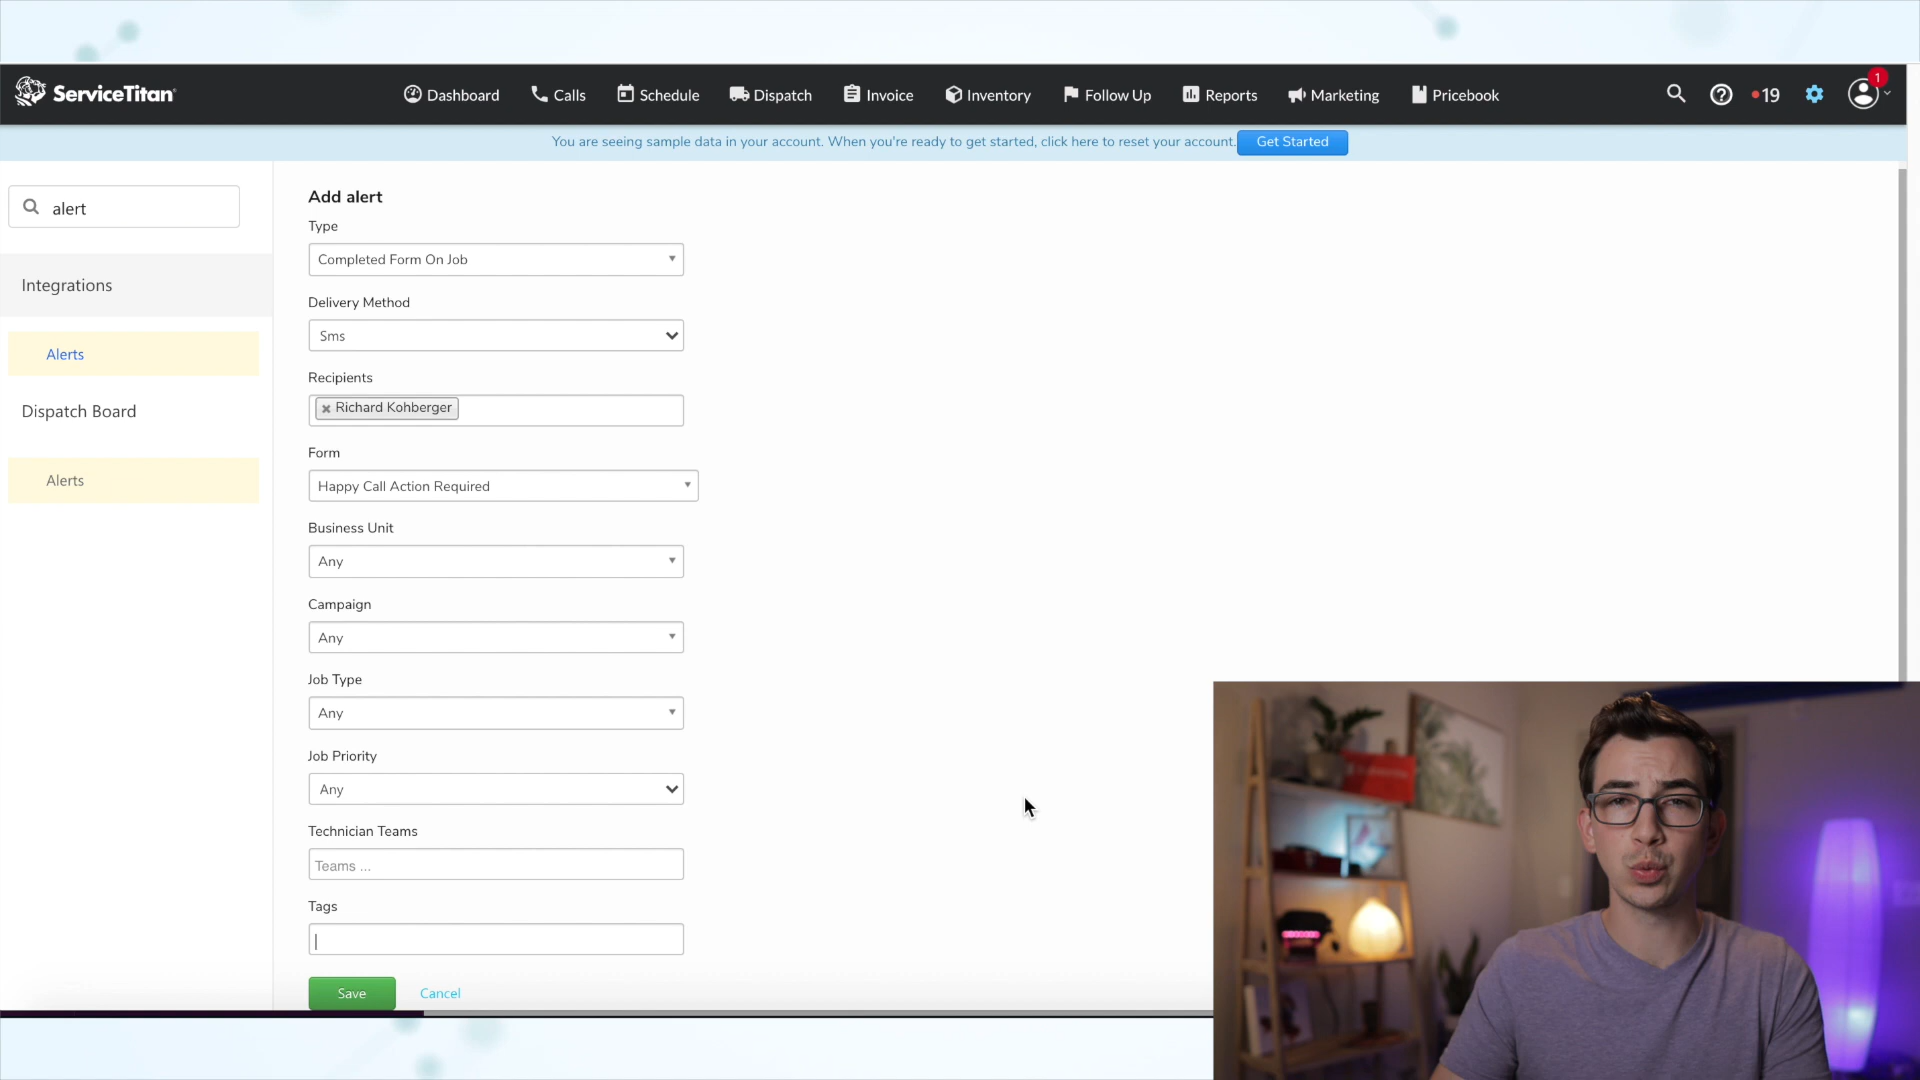 ServiceTitan
Dashboard
Calls
Schedule
Dispatch
Invoice
Inventory
Follow Up
Reports
Marketing
Pricebook
19
1
You are seeing sample data in your account. When you're ready to get started, click here to reset your account.
Get Started
alert
Integrations
Alerts
Dispatch Board
Alerts
Add alert
Type
Completed Form On Job
Delivery Method
Sms
Recipients
Richard Kohberger
Form
Happy Call Action Required
Business Unit
Any
Campaign
Any
Job Type
Any
Job Priority
Any
Technician Teams
Teams ...
Tags
Save
Cancel